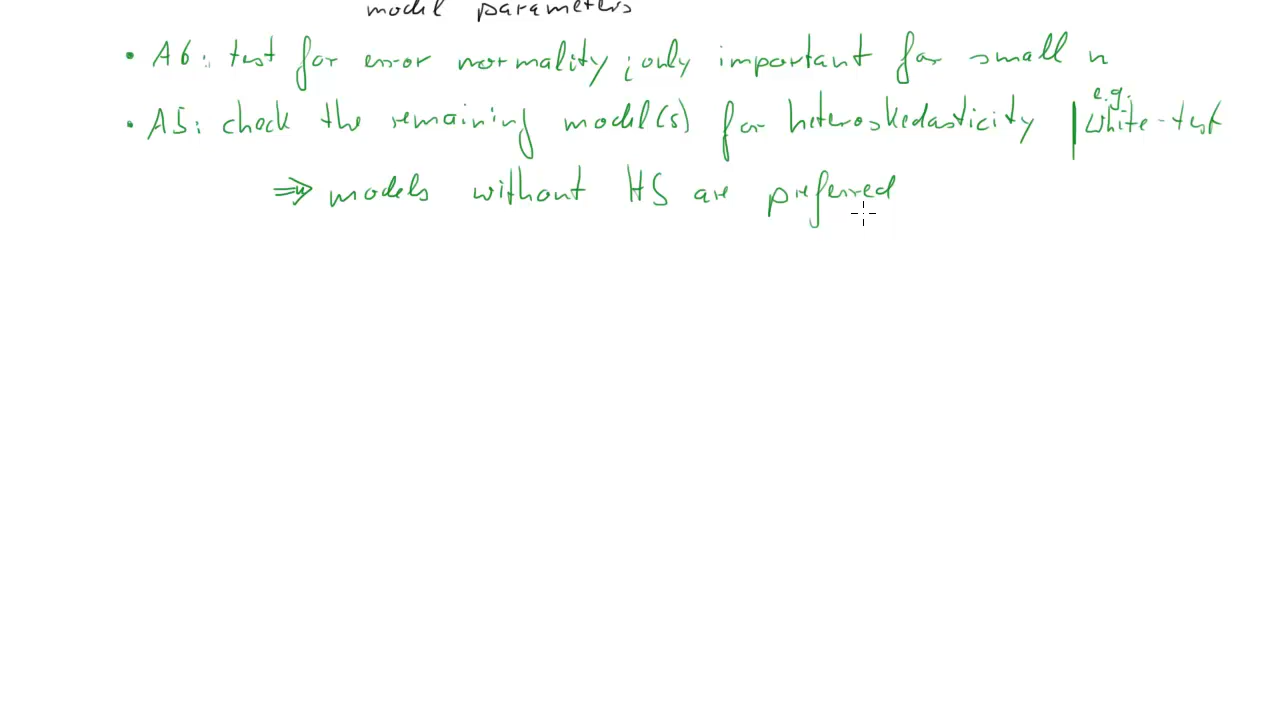 model parameters
• A6: test for error normality ; only important for small n
• A5: check the remaining model(s) for heteroskedasticity | e.g. White-test
⇒ models without HS are preferred